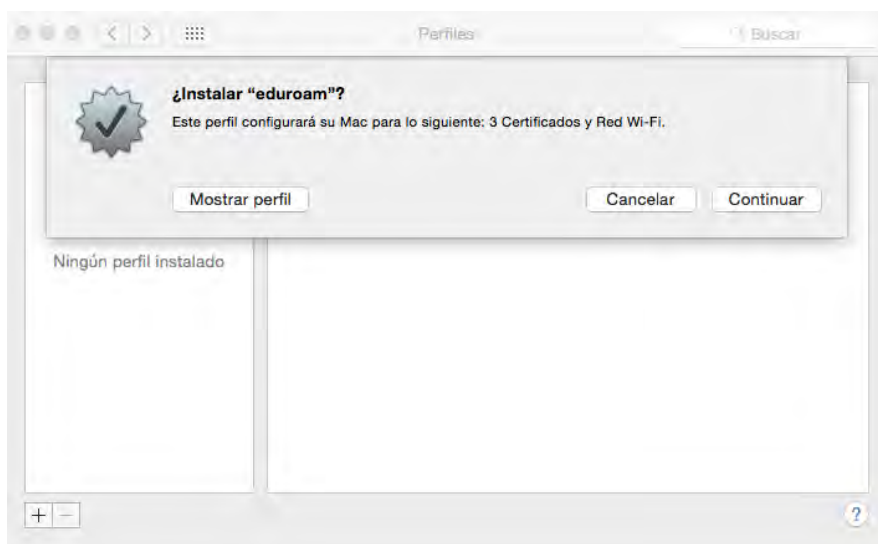 Perfiles
Buscar
¿Instalar “eduroam”?
Este perfil configurará su Mac para lo siguiente: 3 Certificados y Red Wi-Fi.
Mostrar perfil
Cancelar
Continuar
Ningún perfil instalado
+ −
?